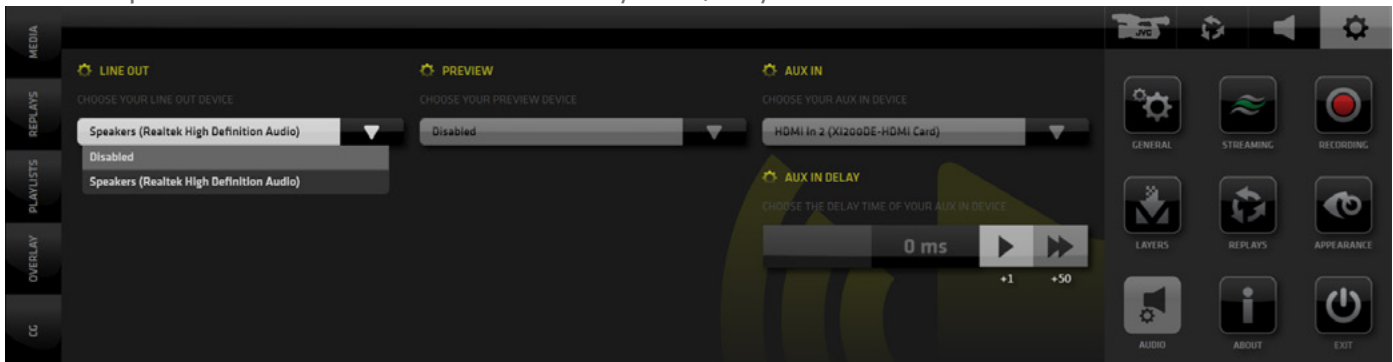 MEDIA
REPLAYS
PLAYLISTS
OVERLAY
CG
JVC
LINE OUT
CHOOSE YOUR LINE OUT DEVICE
Speakers (Realtek High Definition Audio)
Disabled
Speakers (Realtek High Definition Audio)
PREVIEW
CHOOSE YOUR PREVIEW DEVICE
Disabled
AUX IN
CHOOSE YOUR AUX IN DEVICE
HDMI In 2 (XI200DE-HDMI Card)
AUX IN DELAY
CHOOSE THE DELAY TIME OF YOUR AUX IN DEVICE
0 ms
+1 +50
GENERAL STREAMING RECORDING
LAYERS REPLAYS APPEARANCE
AUDIO ABOUT EXIT